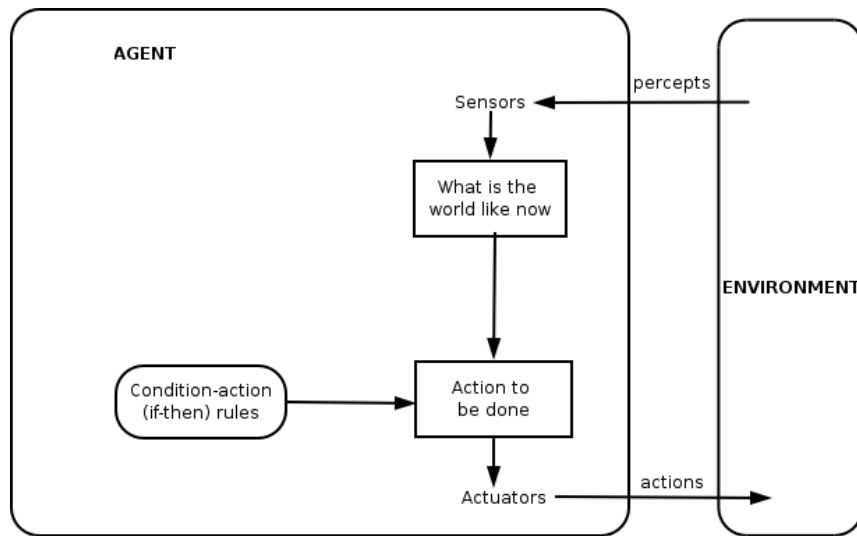 AGENT
percepts
Sensors
What is the
world like now
ENVIRONMENT
Condition-action
(if-then) rules
Action to
be done
actions
Actuators